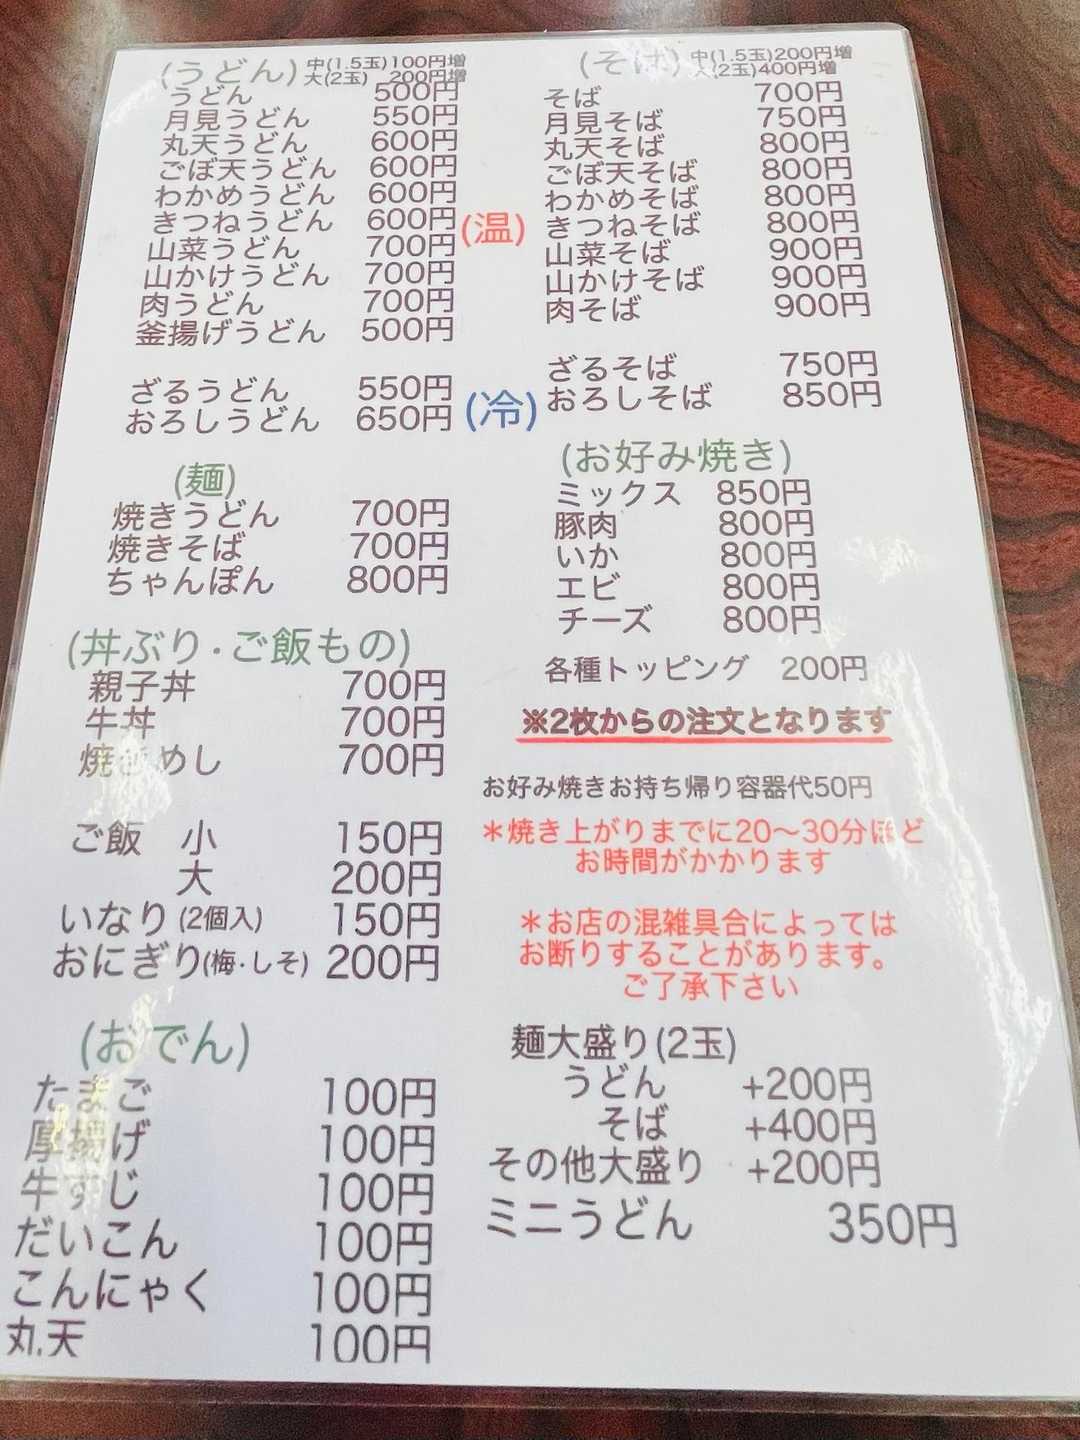 (うどん) 中(1.5玉)100円増
大(2玉) 200円増
うどん 500円
月見うどん 550円
丸天うどん 600円
ごぼ天うどん 600円
わかめうどん 600円
きつねうどん 600円
山菜うどん 700円
山かけうどん 700円
肉うどん 700円
釜揚げうどん 500円
(温)
ざるうどん 550円
おろしうどん 650円
(冷)
(そば) 中(1.5玉)200円増
大(2玉)400円増
そば 700円
月見そば 750円
丸天そば 800円
ごぼ天そば 800円
わかめそば 800円
きつねそば 800円
山菜そば 900円
山かけそば 900円
肉そば 900円
ざるそば 750円
おろしそば 850円
(麺)
焼きうどん 700円
焼きそば 700円
ちゃんぽん 800円
(丼ぶり・ご飯もの)
親子丼 700円
牛丼 700円
焼きめし 700円
ご飯 小 150円
大 200円
いなり(2個入) 150円
おにぎり(梅・しそ) 200円
(おでん)
たまご 100円
厚揚げ 100円
牛すじ 100円
だいこん 100円
こんにゃく 100円
丸天 100円
(お好み焼き)
ミックス 850円
豚肉 800円
いか 800円
エビ 800円
チーズ 800円
各種トッピング 200円
※2枚からの注文となります
お好み焼きお持ち帰り容器代50円
＊焼き上がりまでに20〜30分ほど
お時間がかかります
＊お店の混雑具合によっては
お断りすることがあります。
ご了承下さい
麺大盛り(2玉)
うどん +200円
そば +400円
その他大盛り +200円
ミニうどん 350円